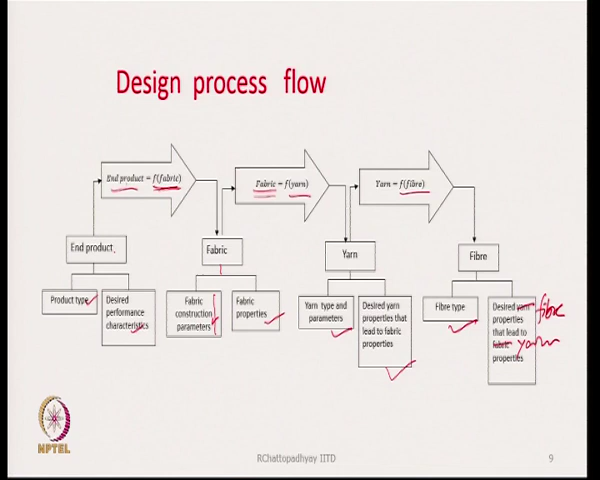 Design process flow
End product = f(fabric)
Fabric = f(yarn)
Yarn = f(fibre)
End product
Fabric
Yarn
Fibre
Product type
Desired
performance
characteristics
Fabric
construction
parameters
Fabric
properties
Yarn type and
parameters
Desired yarn
properties that
lead to fabric
properties
Fibre type
Desired yarn fibre
properties
that lead to
fabric yarn
properties
NPTEL
RChattopadhyay IITD
9